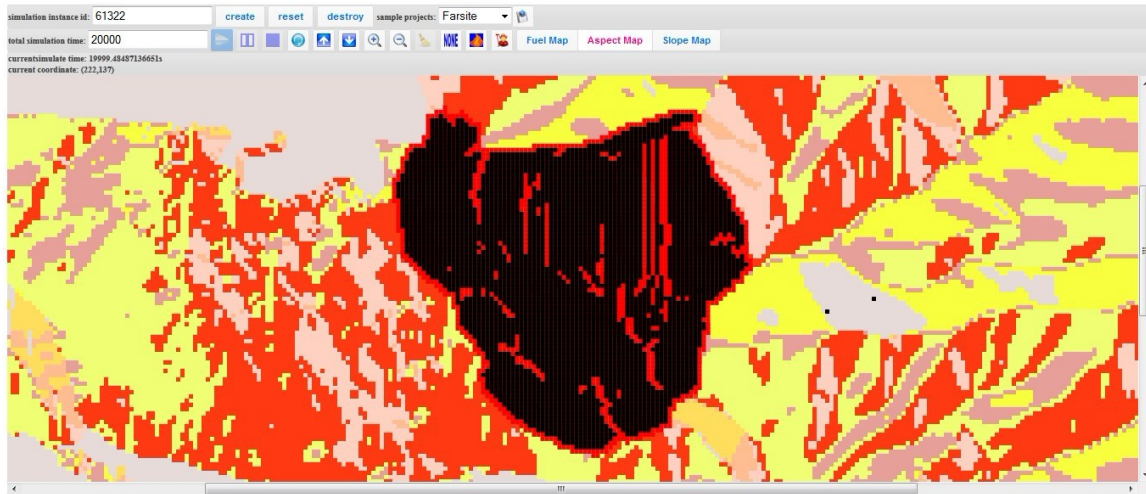 simulation instance id: 61322 create reset destroy sample projects: Farsite
total simulation time: 20000 NONE Fuel Map Aspect Map Slope Map
currentsimulate time: 19999.48487136651s
current coordinate: (222,137)